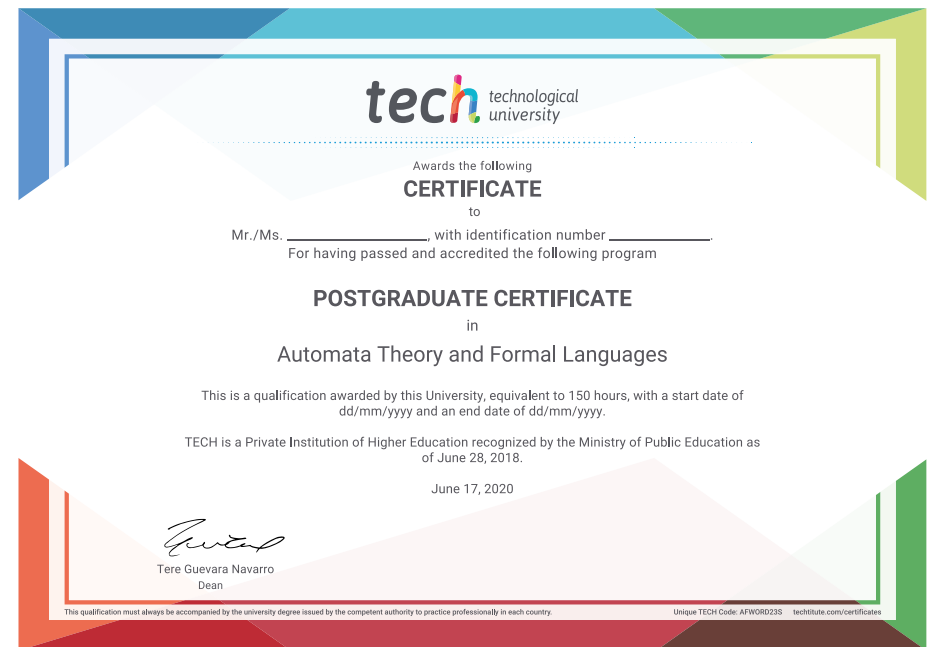 tech technological
university
Awards the following
CERTIFICATE
to
Mr./Ms. ____________________, with identification number ______________.
For having passed and accredited the following program
POSTGRADUATE CERTIFICATE
in
Automata Theory and Formal Languages
This is a qualification awarded by this University, equivalent to 150 hours, with a start date of
dd/mm/yyyy and an end date of dd/mm/yyyy.
TECH is a Private Institution of Higher Education recognized by the Ministry of Public Education as
of June 28, 2018.
June 17, 2020
Tere Guevara Navarro
Dean
This qualification must always be accompanied by the university degree issued by the competent authority to practice professionally in each country.
Unique TECH Code: AFWORD23S techtitute.com/certificates